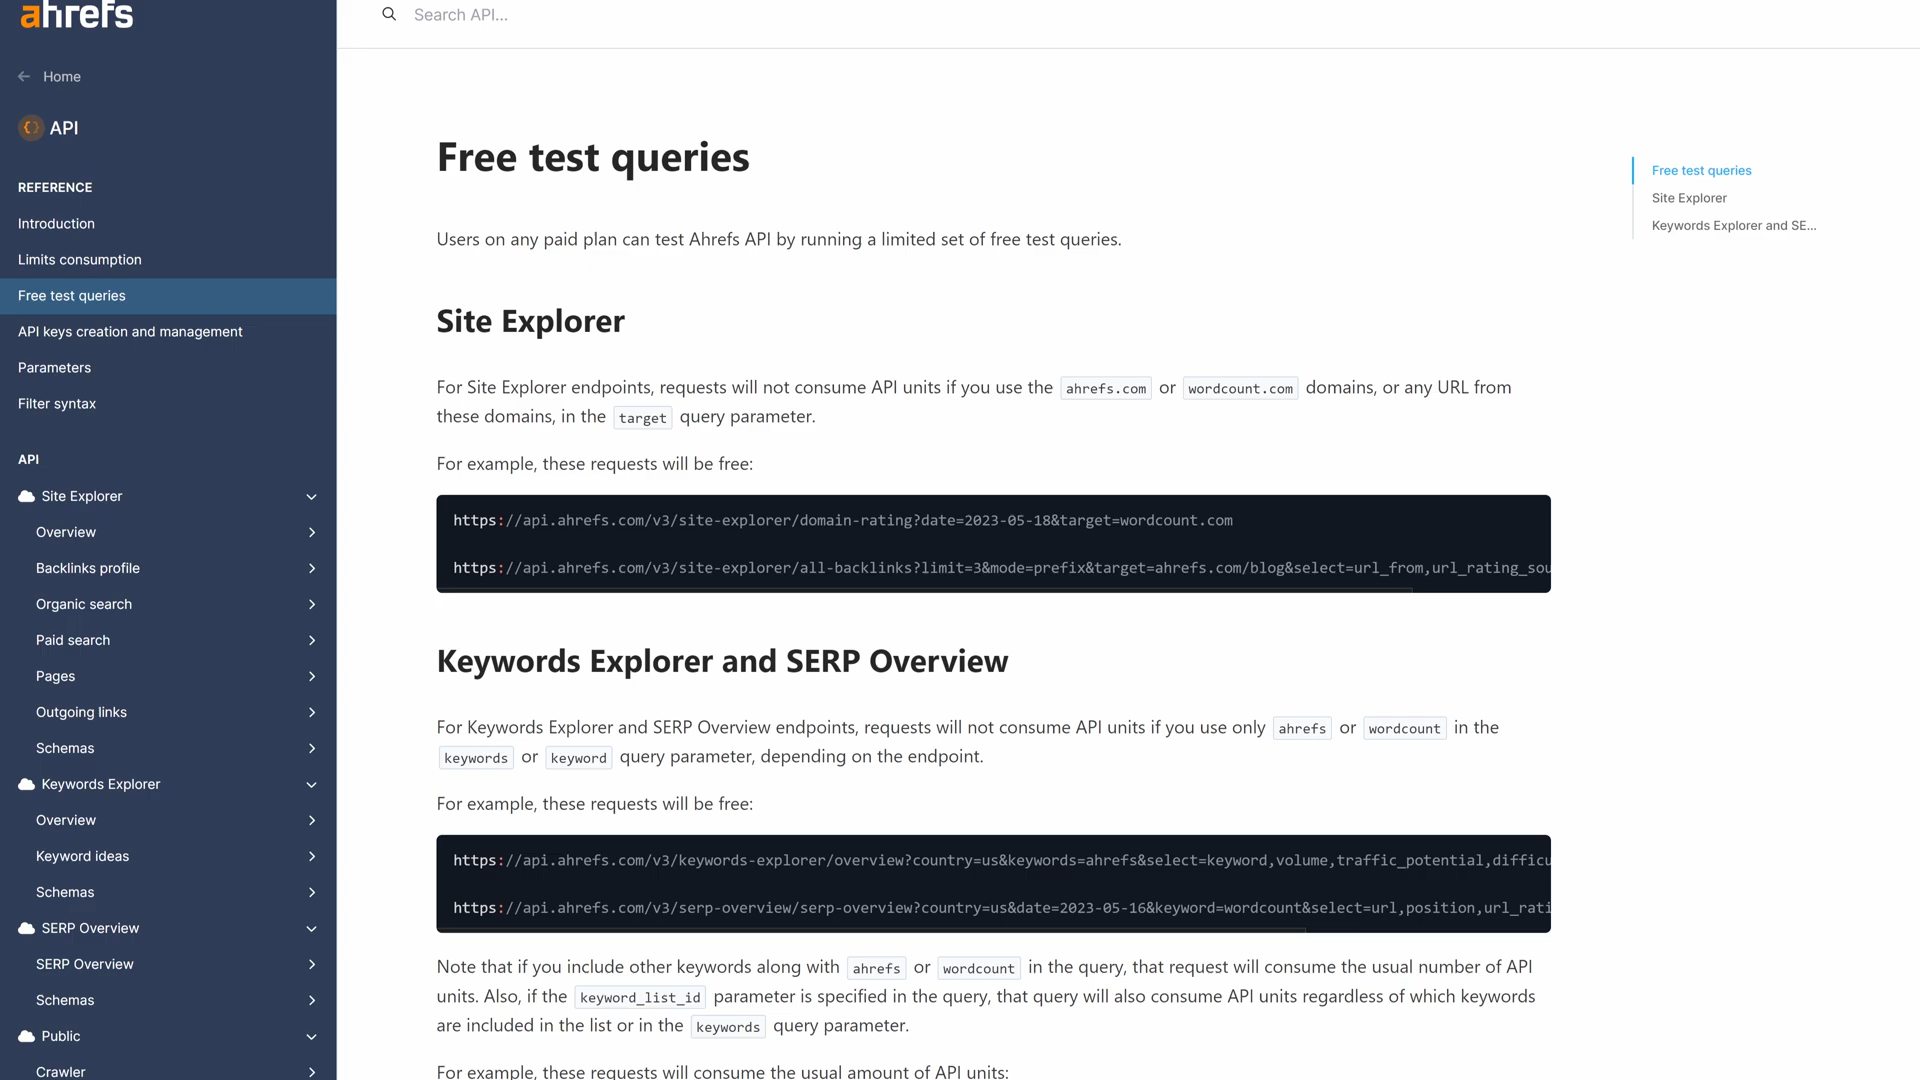 ahrefs
Search API...
Home
API
REFERENCE
Introduction
Limits consumption
Free test queries
API keys creation and management
Parameters
Filter syntax
API
Site Explorer
Overview
Backlinks profile
Organic search
Paid search
Pages
Outgoing links
Schemas
Keywords Explorer
Overview
Keyword ideas
Schemas
SERP Overview
SERP Overview
Schemas
Public
Crawler
Free test queries
Users on any paid plan can test Ahrefs API by running a limited set of free test queries.
Site Explorer
For Site Explorer endpoints, requests will not consume API units if you use the ahrefs.com or wordcount.com domains, or any URL from
these domains, in the target query parameter.
For example, these requests will be free:
https://api.ahrefs.com/v3/site-explorer/domain-rating?date=2023-05-18&target=wordcount.com
https://api.ahrefs.com/v3/site-explorer/all-backlinks?limit=3&mode=prefix&target=ahrefs.com/blog&select=url_from,url_rating_sou
Keywords Explorer and SERP Overview
For Keywords Explorer and SERP Overview endpoints, requests will not consume API units if you use only ahrefs or wordcount in the
keywords or keyword query parameter, depending on the endpoint.
For example, these requests will be free:
https://api.ahrefs.com/v3/keywords-explorer/overview?country=us&keywords=ahrefs&select=keyword,volume,traffic_potential,difficu
https://api.ahrefs.com/v3/serp-overview/serp-overview?country=us&date=2023-05-16&keyword=wordcount&select=url,position,url_rati
Note that if you include other keywords along with ahrefs or wordcount in the query, that request will consume the usual number of API
units. Also, if the keyword_list_id parameter is specified in the query, that query will also consume API units regardless of which keywords
are included in the list or in the keywords query parameter.
For example, these requests will consume the usual amount of API units:
Free test queries
Site Explorer
Keywords Explorer and SE...